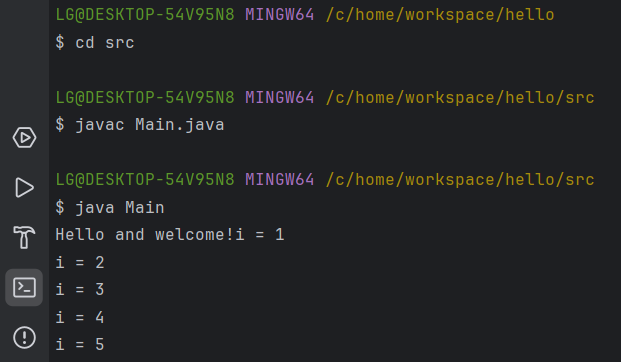 LG@DESKTOP-54V95N8 MINGW64 /c/home/workspace/hello
$ cd src
LG@DESKTOP-54V95N8 MINGW64 /c/home/workspace/hello/src
$ javac Main.java
LG@DESKTOP-54V95N8 MINGW64 /c/home/workspace/hello/src
$ java Main
Hello and welcome!i = 1
i = 2
i = 3
i = 4
i = 5